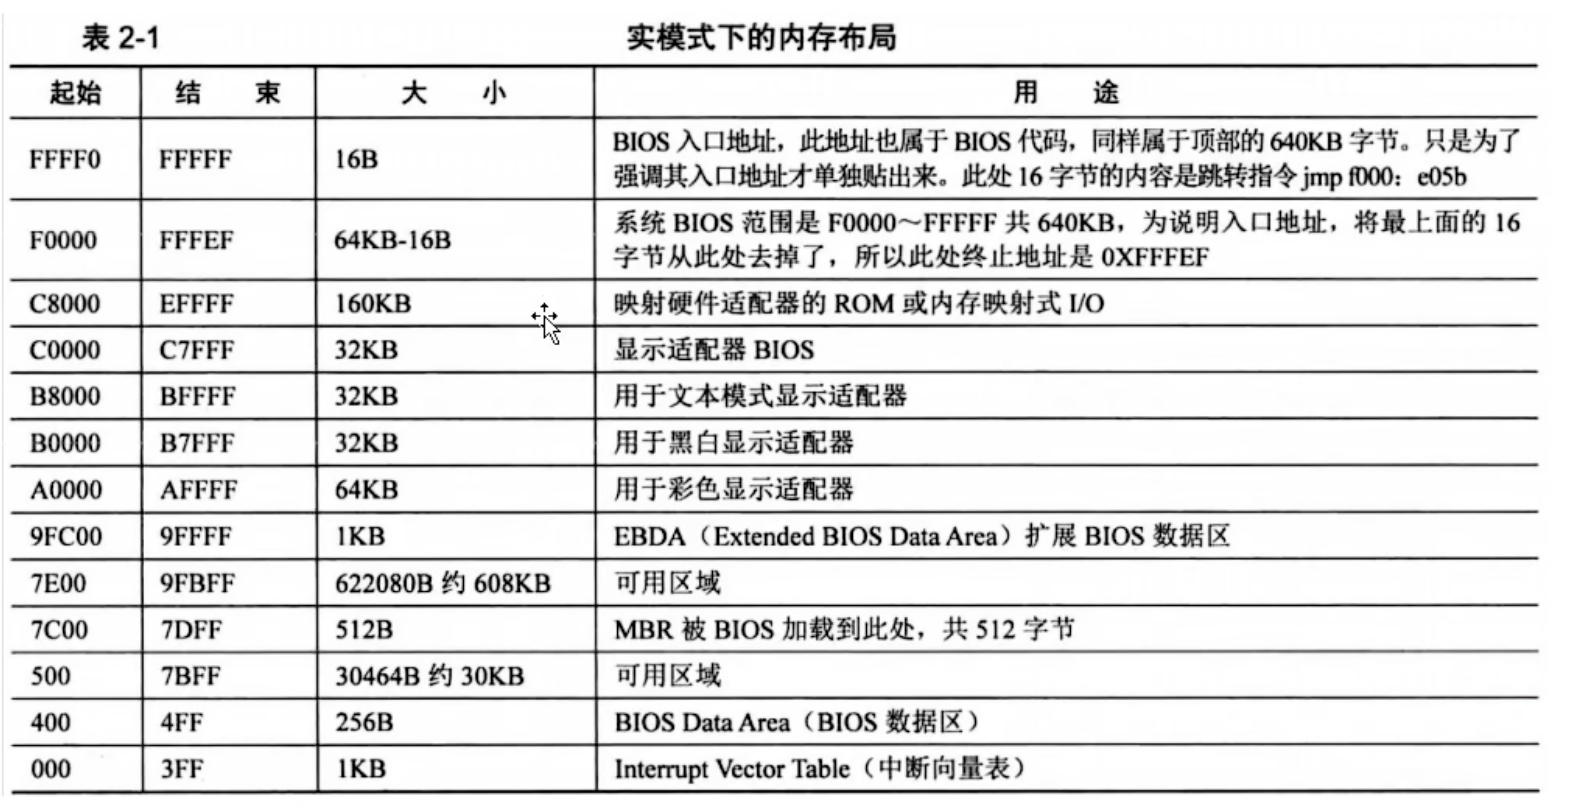 表 2-1 实模式下的内存布局
起始 结 束 大 小 用 途
FFFF0 FFFFF 16B BIOS 入口地址，此地址也属于 BIOS 代码，同样属于顶部的 640KB 字节。只是为了
强调其入口地址才单独贴出来。此处 16 字节的内容是跳转指令 jmp f000：e05b
F0000 FFFEF 64KB-16B 系统 BIOS 范围是 F0000～FFFFF 共 640KB，为说明入口地址，将最上面的 16
字节从此处去掉了，所以此处终止地址是 0XFFFEF
C8000 EFFFF 160KB 映射硬件适配器的 ROM 或内存映射式 I/O
C0000 C7FFF 32KB 显示适配器 BIOS
B8000 BFFFF 32KB 用于文本模式显示适配器
B0000 B7FFF 32KB 用于黑白显示适配器
A0000 AFFFF 64KB 用于彩色显示适配器
9FC00 9FFFF 1KB EBDA（Extended BIOS Data Area）扩展 BIOS 数据区
7E00 9FBFF 622080B 约 608KB 可用区域
7C00 7DFF 512B MBR 被 BIOS 加载到此处，共 512 字节
500 7BFF 30464B 约 30KB 可用区域
400 4FF 256B BIOS Data Area（BIOS 数据区）
000 3FF 1KB Interrupt Vector Table（中断向量表）